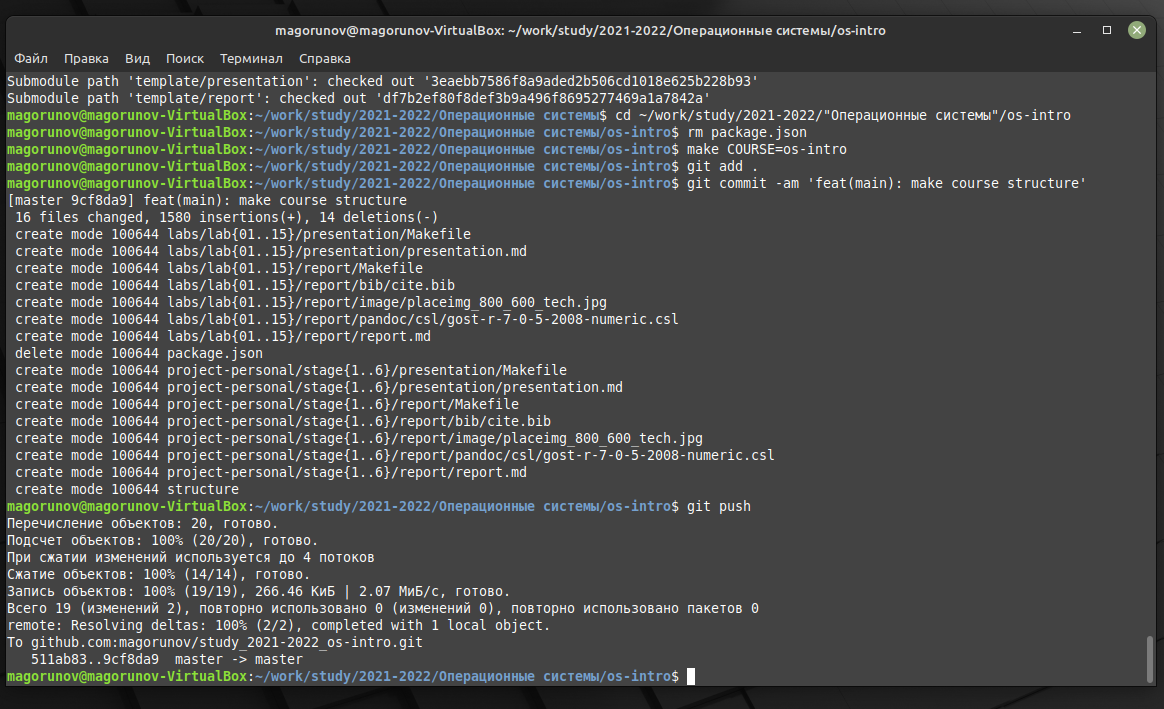 magorunov@magorunov-VirtualBox: ~/work/study/2021-2022/Операционные системы/os-intro
Файл Правка Вид Поиск Терминал Справка
Submodule path 'template/presentation': checked out '3eaebb7586f8a9aded2b506cd1018e625b228b93'
Submodule path 'template/report': checked out 'df7b2ef80f8def3b9a496f8695277469a1a7842a'
magorunov@magorunov-VirtualBox:~/work/study/2021-2022/Операционные системы$ cd ~/work/study/2021-2022/"Операционные системы"/os-intro
magorunov@magorunov-VirtualBox:~/work/study/2021-2022/Операционные системы/os-intro$ rm package.json
magorunov@magorunov-VirtualBox:~/work/study/2021-2022/Операционные системы/os-intro$ make COURSE=os-intro
magorunov@magorunov-VirtualBox:~/work/study/2021-2022/Операционные системы/os-intro$ git add .
magorunov@magorunov-VirtualBox:~/work/study/2021-2022/Операционные системы/os-intro$ git commit -am 'feat(main): make course structure'
[master 9cf8da9] feat(main): make course structure
 16 files changed, 1580 insertions(+), 14 deletions(-)
 create mode 100644 labs/lab{01..15}/presentation/Makefile
 create mode 100644 labs/lab{01..15}/presentation/presentation.md
 create mode 100644 labs/lab{01..15}/report/Makefile
 create mode 100644 labs/lab{01..15}/report/bib/cite.bib
 create mode 100644 labs/lab{01..15}/report/image/placeimg_800_600_tech.jpg
 create mode 100644 labs/lab{01..15}/report/pandoc/csl/gost-r-7-0-5-2008-numeric.csl
 create mode 100644 labs/lab{01..15}/report/report.md
 delete mode 100644 package.json
 create mode 100644 project-personal/stage{1..6}/presentation/Makefile
 create mode 100644 project-personal/stage{1..6}/presentation/presentation.md
 create mode 100644 project-personal/stage{1..6}/report/Makefile
 create mode 100644 project-personal/stage{1..6}/report/bib/cite.bib
 create mode 100644 project-personal/stage{1..6}/report/image/placeimg_800_600_tech.jpg
 create mode 100644 project-personal/stage{1..6}/report/pandoc/csl/gost-r-7-0-5-2008-numeric.csl
 create mode 100644 project-personal/stage{1..6}/report/report.md
 create mode 100644 structure
magorunov@magorunov-VirtualBox:~/work/study/2021-2022/Операционные системы/os-intro$ git push
Перечисление объектов: 20, готово.
Подсчет объектов: 100% (20/20), готово.
При сжатии изменений используется до 4 потоков
Сжатие объектов: 100% (14/14), готово.
Запись объектов: 100% (19/19), 266.46 КиБ | 2.07 МиБ/с, готово.
Всего 19 (изменений 2), повторно использовано 0 (изменений 0), повторно использовано пакетов 0
remote: Resolving deltas: 100% (2/2), completed with 1 local object.
To github.com:magorunov/study_2021-2022_os-intro.git
   511ab83..9cf8da9  master -> master
magorunov@magorunov-VirtualBox:~/work/study/2021-2022/Операционные системы/os-intro$